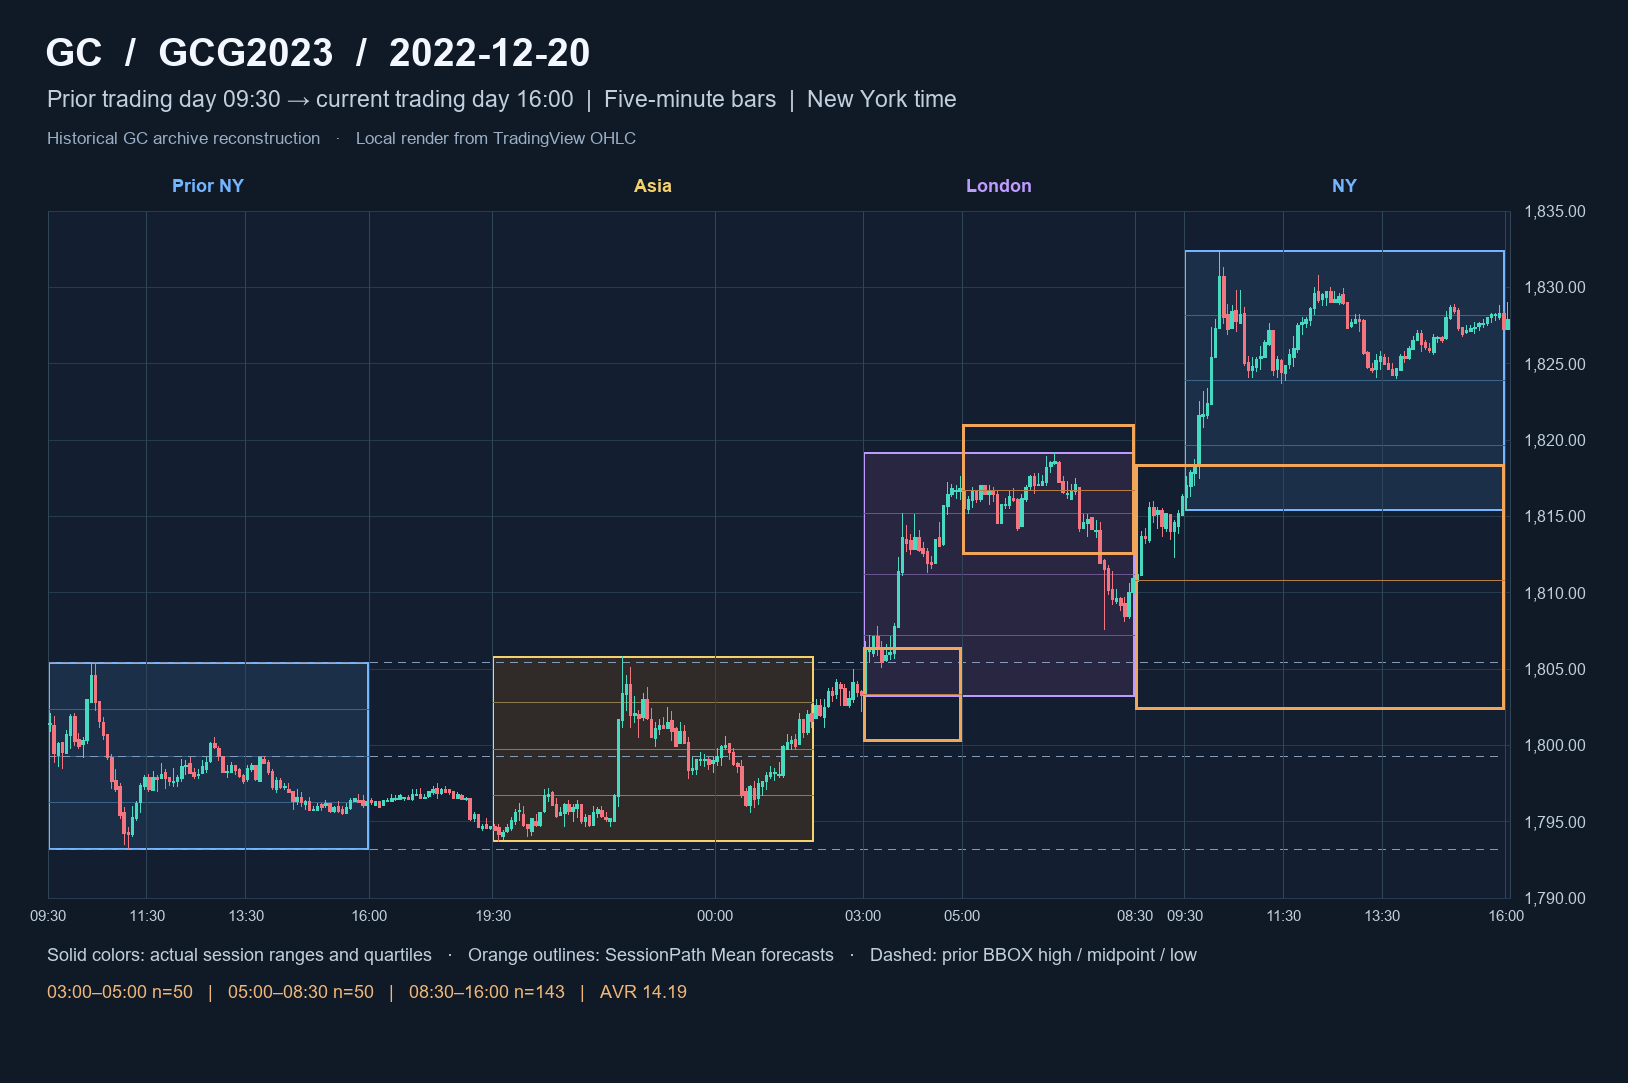 GC / GCG2023 / 2022-12-20
Prior trading day 09:30 → current trading day 16:00 | Five-minute bars | New York time
Historical GC archive reconstruction · Local render from TradingView OHLC
Prior NY Asia London NY
1,835.00
1,830.00
1,825.00
1,820.00
1,815.00
1,810.00
1,805.00
1,800.00
1,795.00
1,790.00
09:30 11:30 13:30 16:00 19:30 00:00 03:00 05:00 08:30 09:30 11:30 13:30 16:00
Solid colors: actual session ranges and quartiles · Orange outlines: SessionPath Mean forecasts · Dashed: prior BBOX high / midpoint / low
03:00–05:00 n=50 | 05:00–08:30 n=50 | 08:30–16:00 n=143 | AVR 14.19